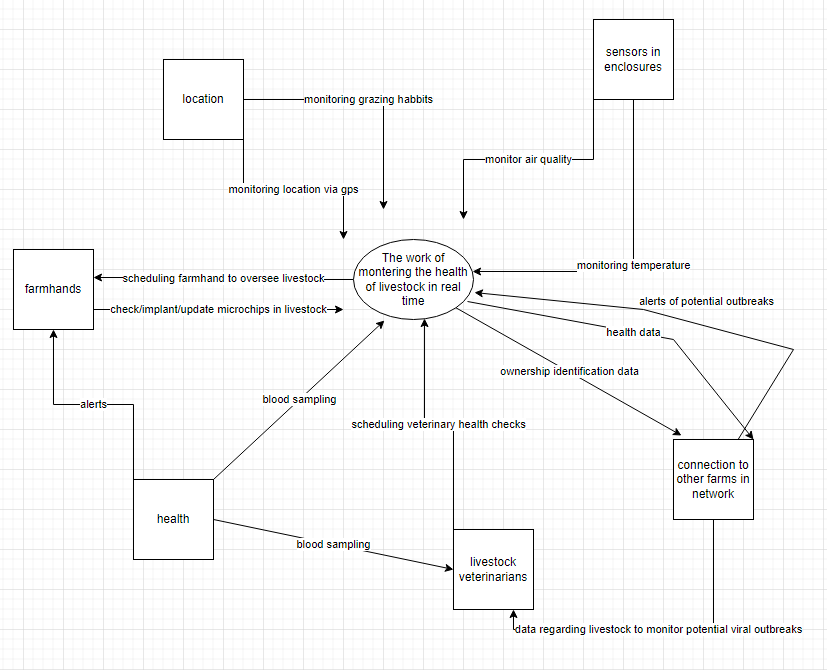 sensors in
enclosures
location
monitoring grazing habbits
monitor air quality
monitoring location via gps
The work of
montering the health
of livestock in real
time
monitoring temperature
farmhands
scheduling farmhand to oversee livestock
check/implant/update microchips in livestock
alerts of potential outbreaks
health data
ownership identification data
blood sampling
alerts
scheduling veterinary health checks
connection to
other farms in
network
health
blood sampling
livestock
veterinarians
data regarding livestock to monitor potential viral outbreaks